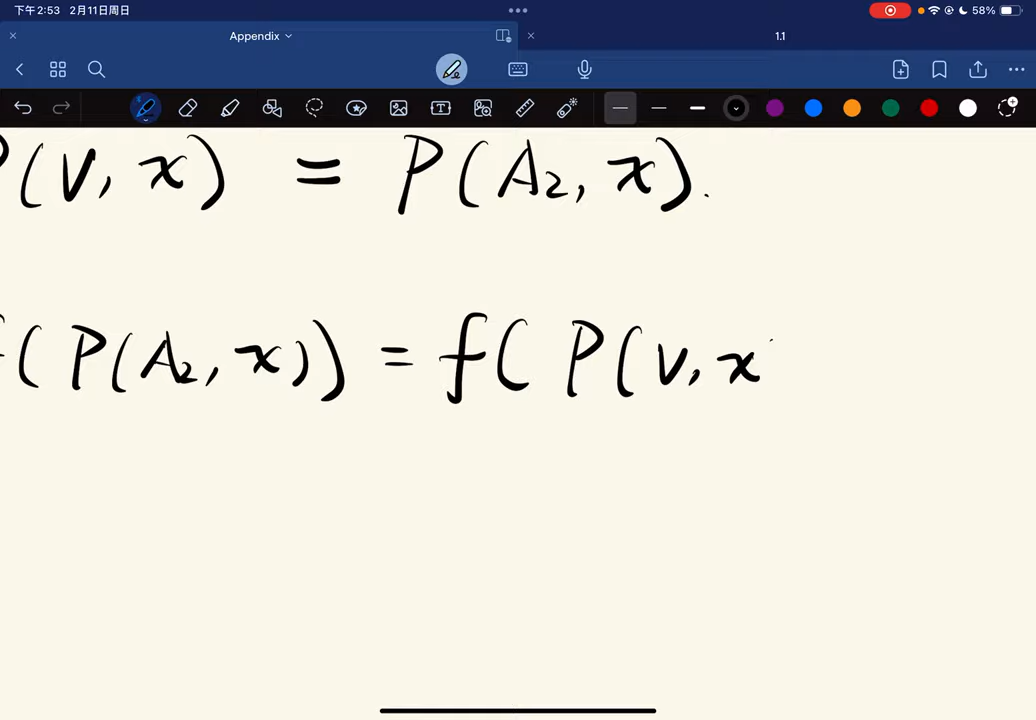 下午2:53 2月11日周日
58%
Appendix
1.1
P(V, x) = P(A₂, x).
f(P(A₂, x)) = f(P(V, x